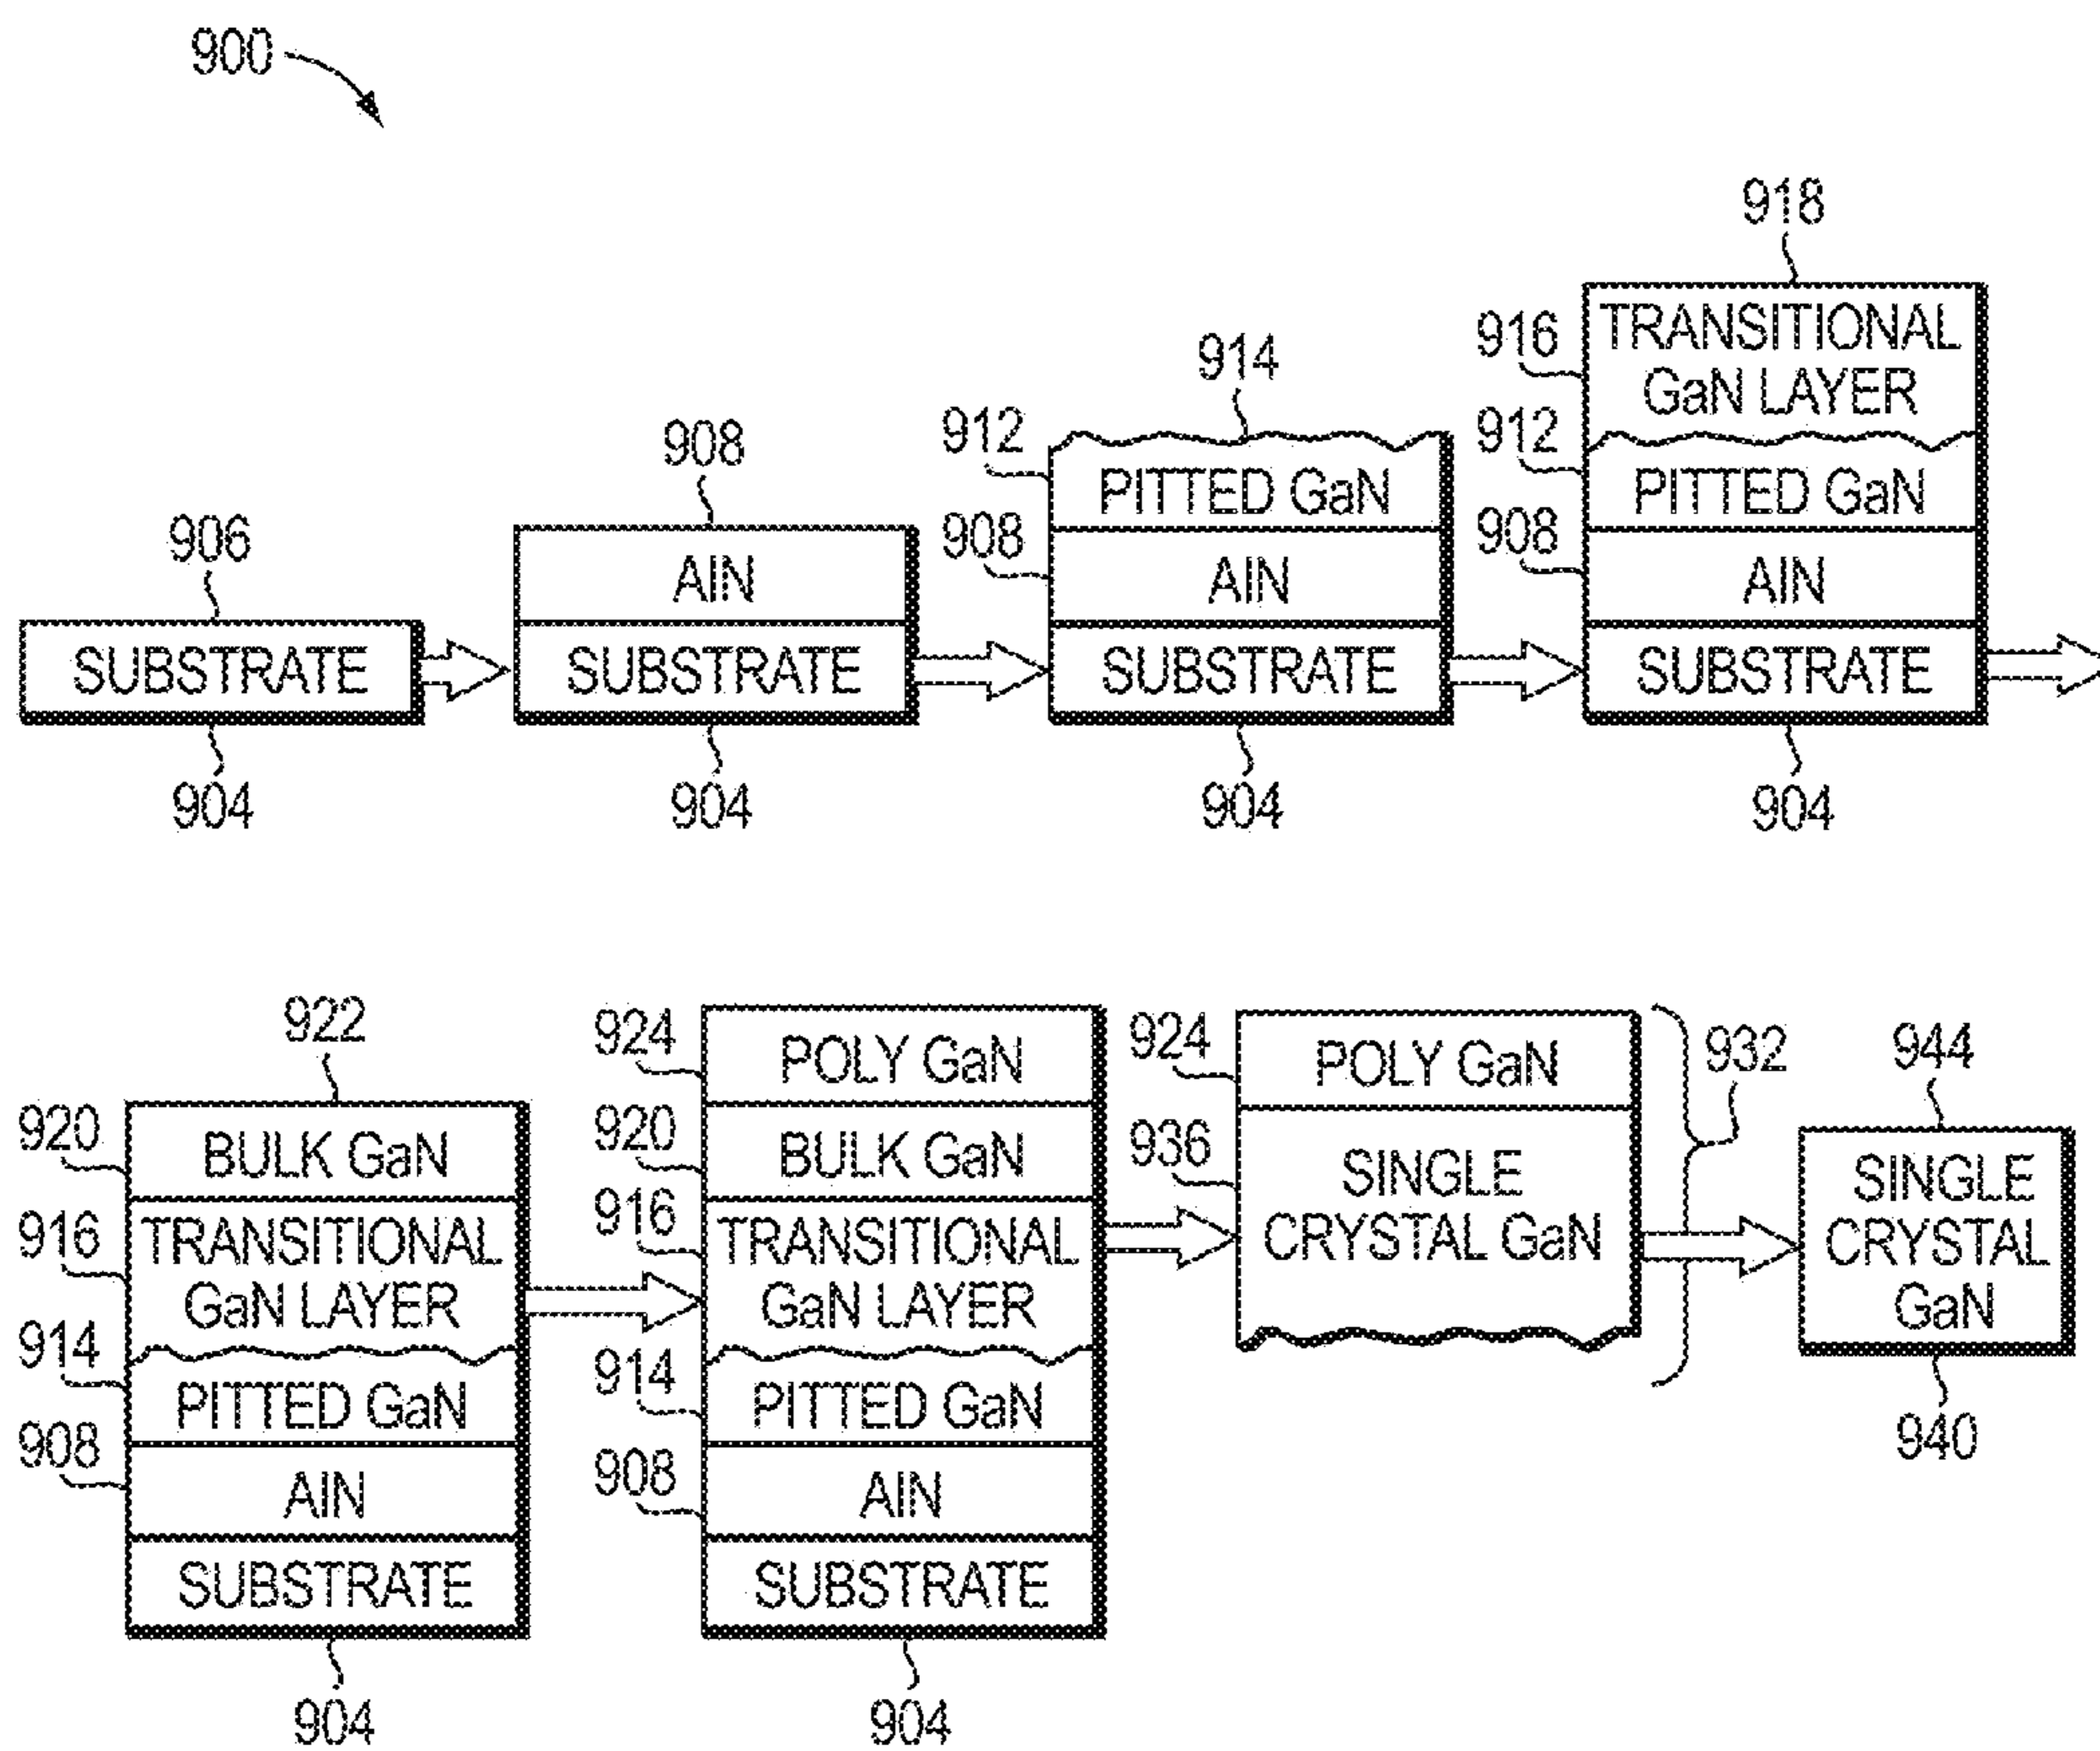 900
918
916
TRANSITIONAL
GaN LAYER
914
912
912
PITTED GaN
PITTED GaN
908
908
908
AlN
AlN
AlN
906
SUBSTRATE
SUBSTRATE
SUBSTRATE
SUBSTRATE
904
904
904
904
922
920
BULK GaN
916
TRANSITIONAL
GaN LAYER
914
PITTED GaN
908
AlN
SUBSTRATE
904
924
POLY GaN
920
BULK GaN
916
TRANSITIONAL
GaN LAYER
914
PITTED GaN
908
AlN
SUBSTRATE
904
924
POLY GaN
936
SINGLE
CRYSTAL GaN
932
944
SINGLE
CRYSTAL
GaN
940